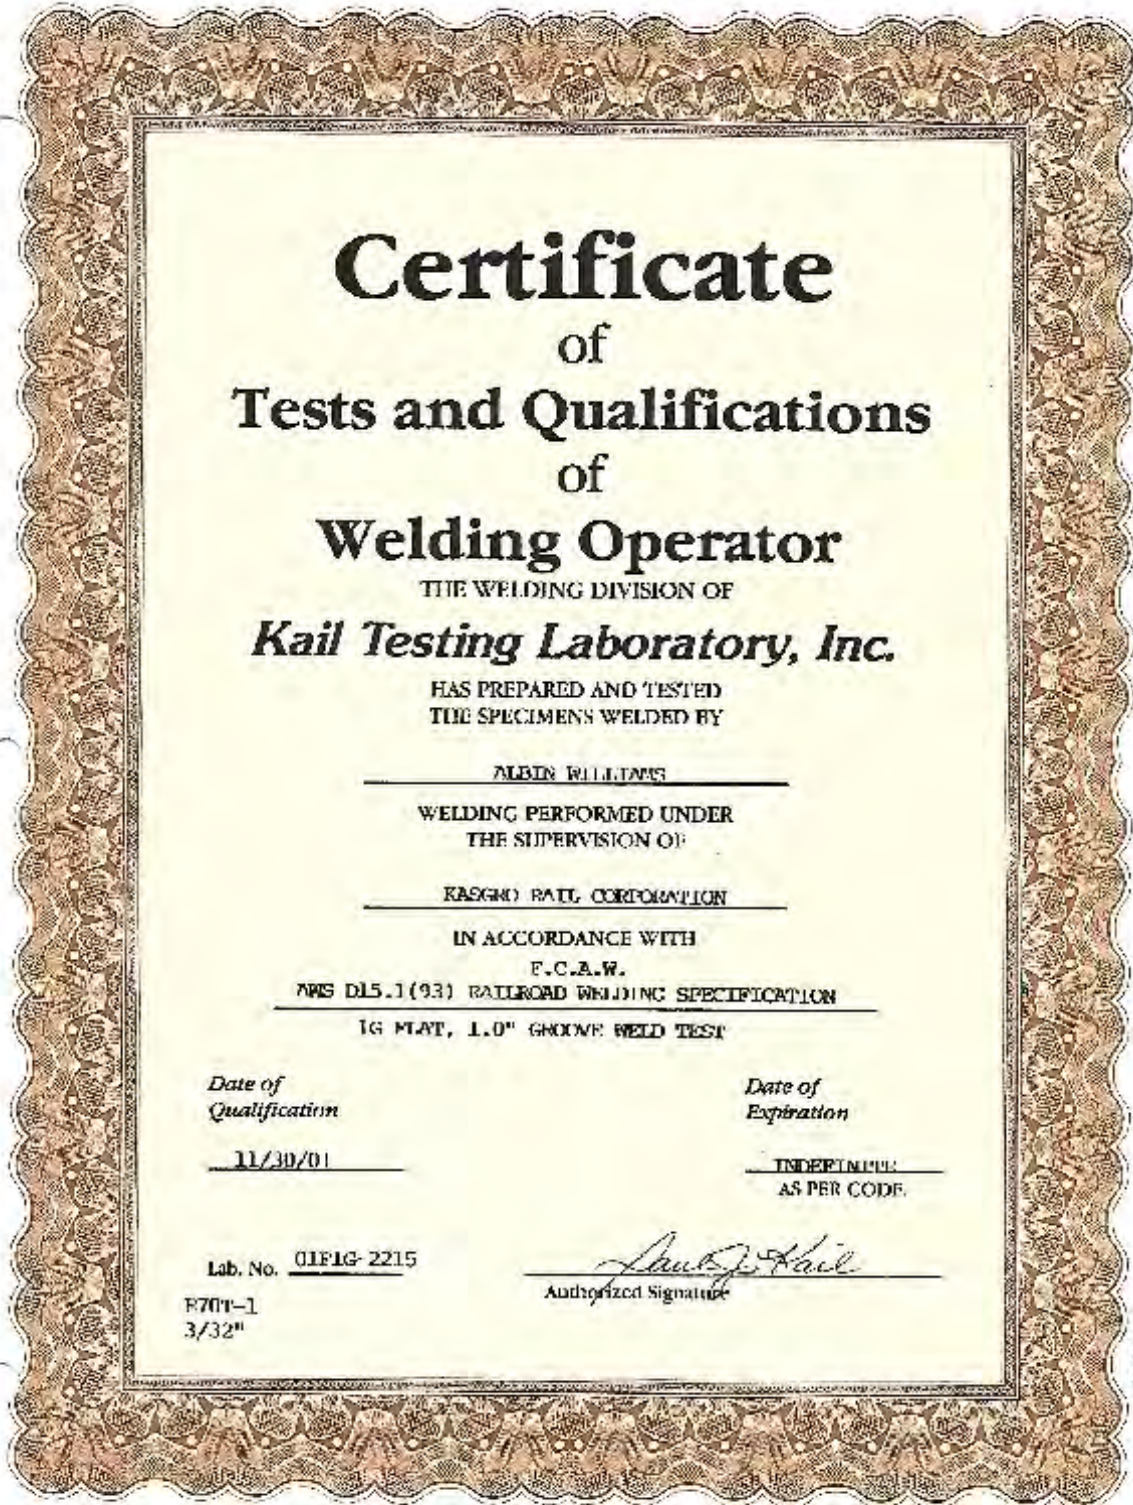 Certificate
of
Tests and Qualifications
of
Welding Operator
THE WELDING DIVISION OF
Kail Testing Laboratory, Inc.
HAS PREPARED AND TESTED
THE SPECIMENS WELDED BY
ALBIN WILLIAMS
WELDING PERFORMED UNDER
THE SUPERVISION OF
KASGRO RAIL CORPORATION
IN ACCORDANCE WITH
F.C.A.W.
AWS D15.1(93) RAILROAD WELDING SPECIFICATION
1G FLAT, 1.0" GROOVE WELD TEST
Date of
Qualification
11/30/01
Date of
Expiration
INDEFINITE
AS PER CODE.
Lab. No. 01F1G-2215
E70T-1
3/32"
Paul J. Kail
Authorized Signature